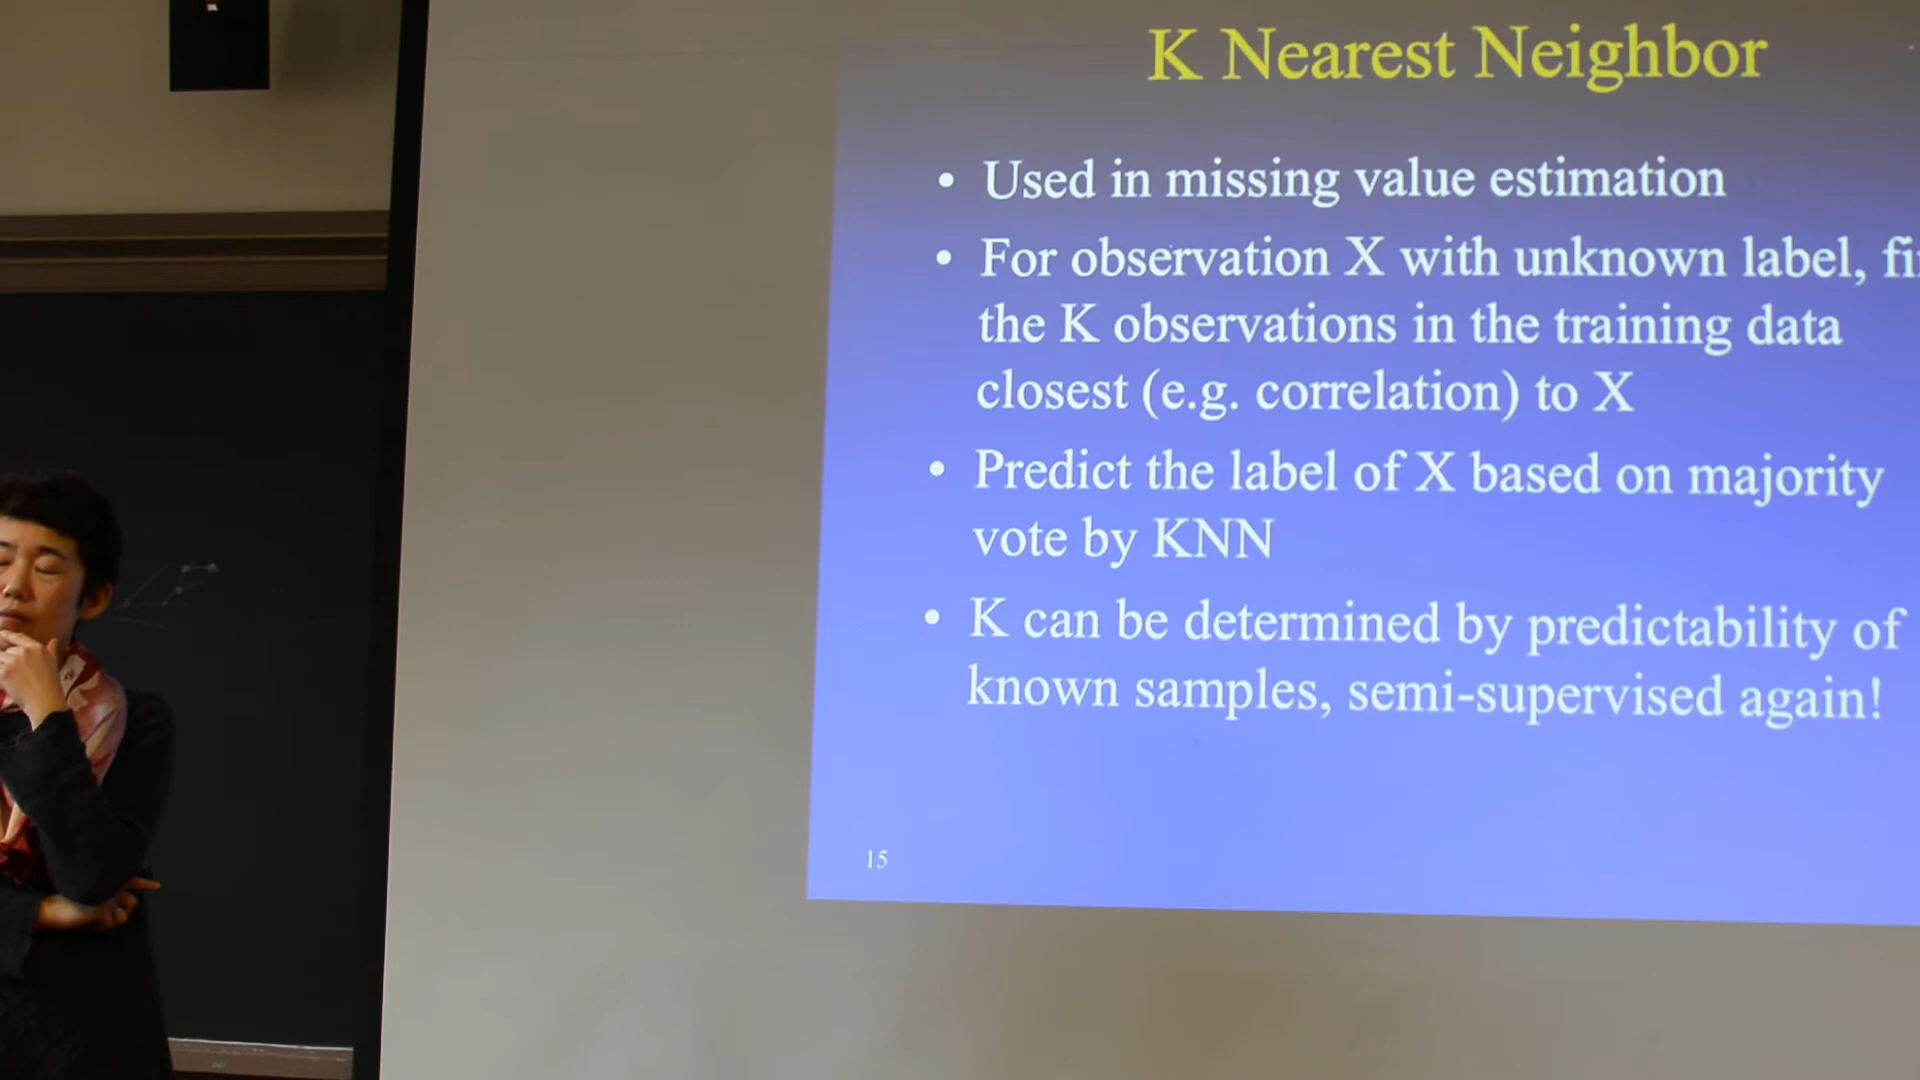 K Nearest Neighbor
• Used in missing value estimation
• For observation X with unknown label,
the K observations in the training data
closest (e.g. correlation) to X
• Predict the label of X based on majority
vote by KNN
• K can be determined by predictability of
known samples, semi-supervised again!
15